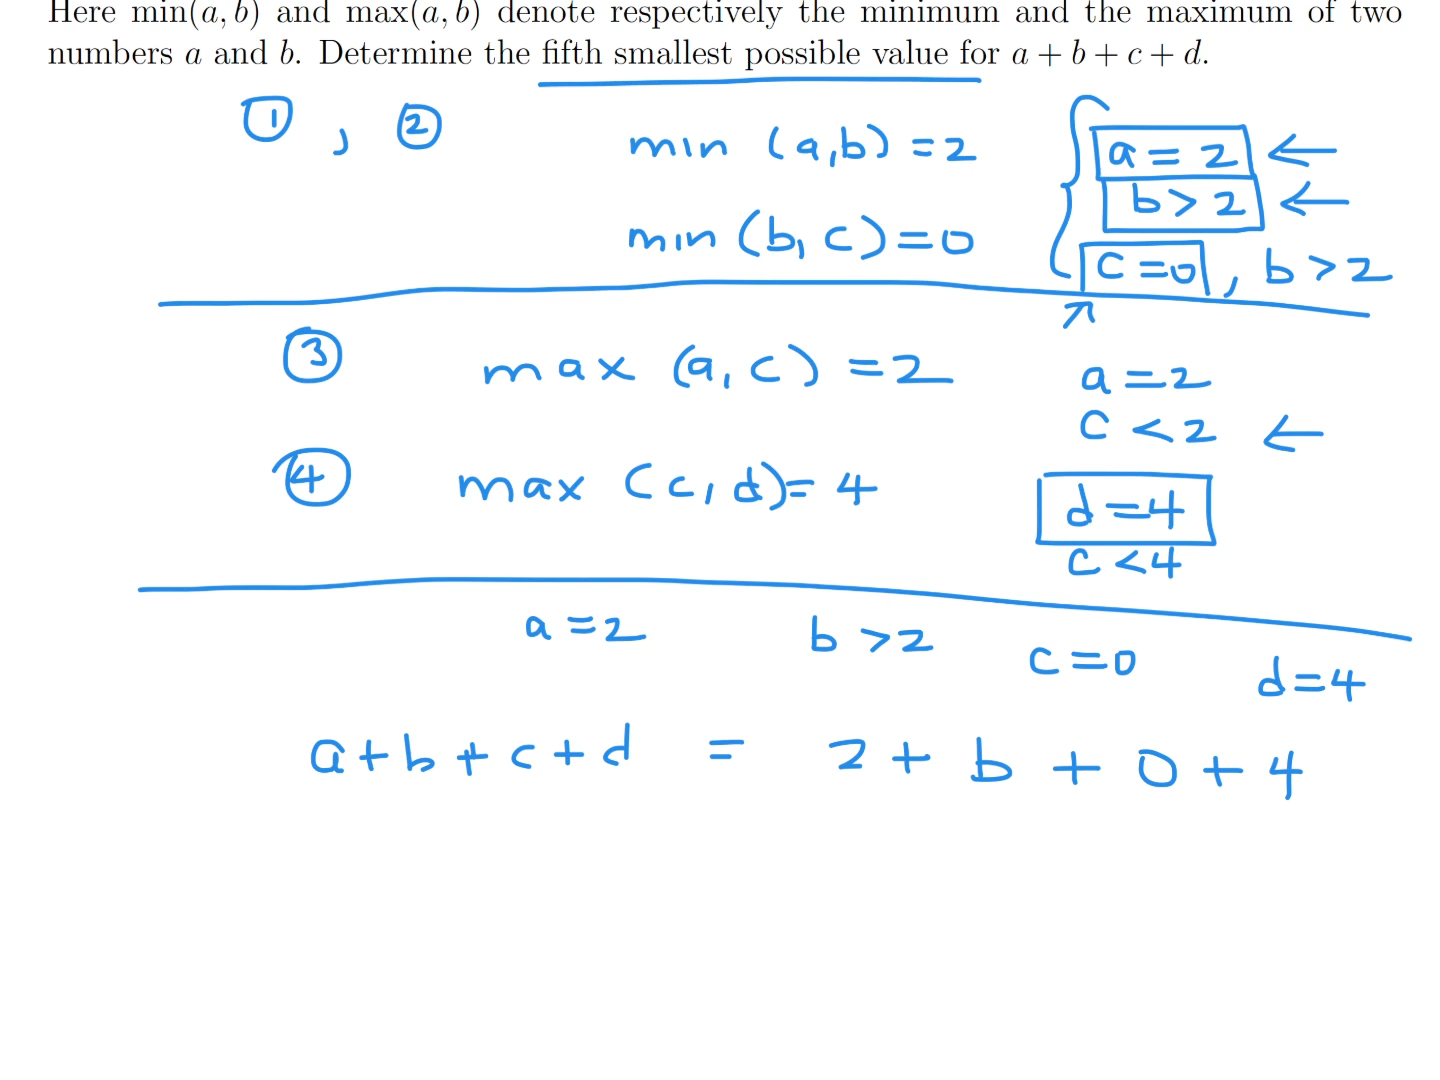 Here min(a, b) and max(a, b) denote respectively the minimum and the maximum of two
numbers a and b. Determine the fifth smallest possible value for a + b + c + d.
① , ②
min (a,b) = 2
a = 2 ←
b > 2 ←
min (b, c) = 0
c = 0 , b > 2
↗
③ max (a, c) = 2
a = 2
c < 2 ←
④ max (c, d) = 4
d = 4
c < 4
a = 2 b > 2 c = 0 d = 4
a + b + c + d = 2 + b + 0 + 4